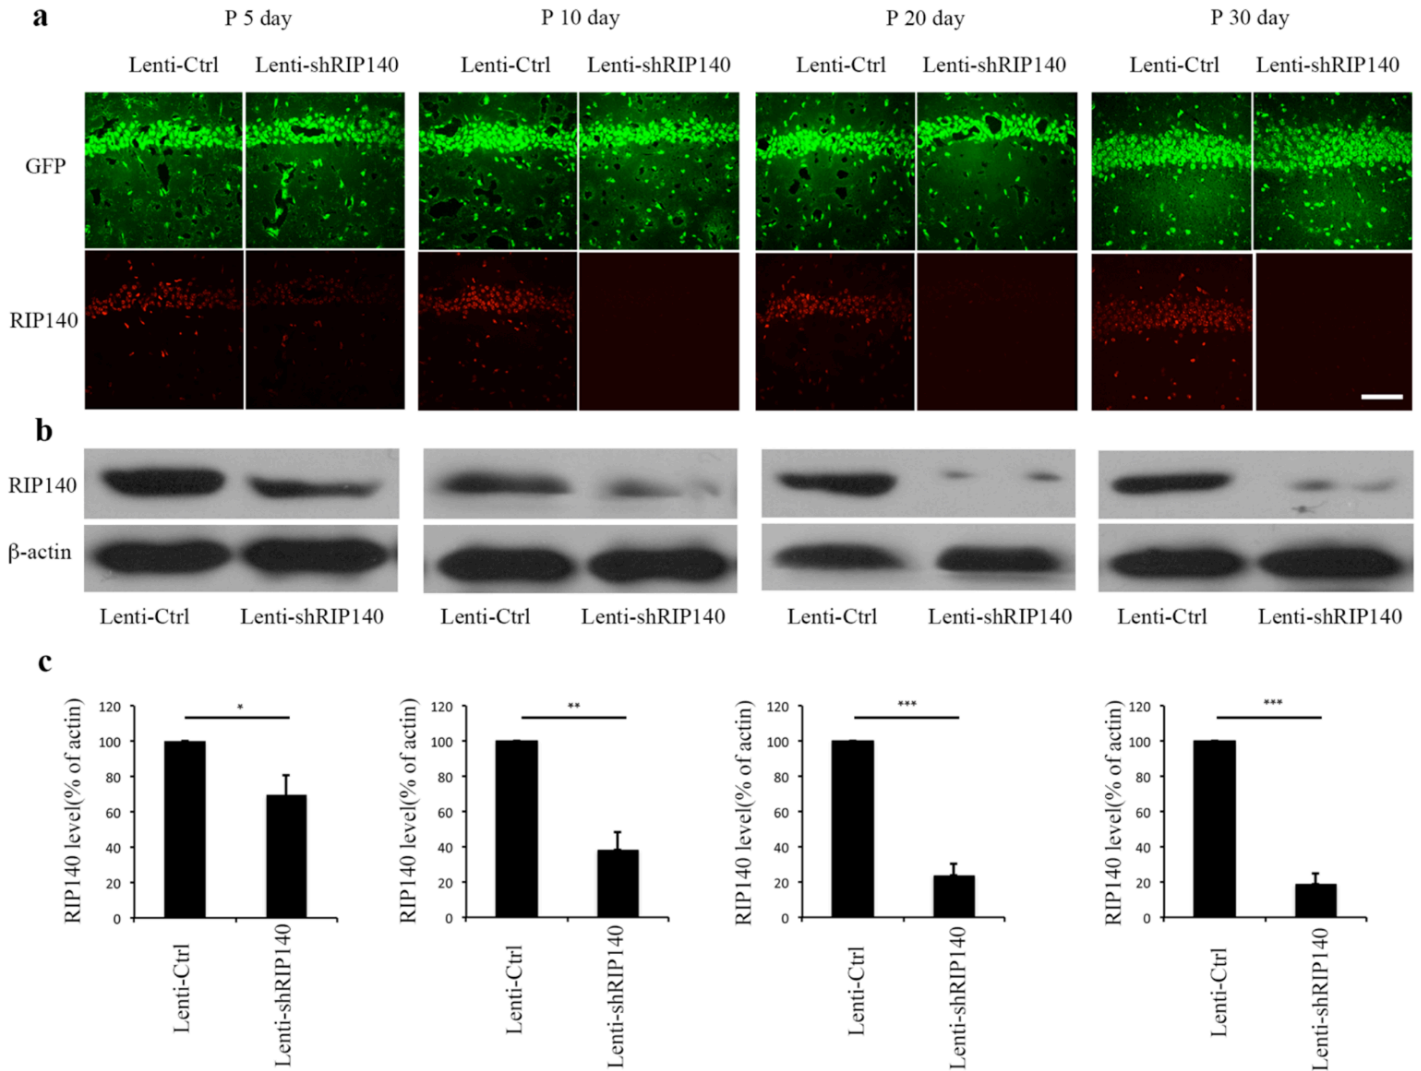 a
P 5 day P 10 day P 20 day P 30 day
Lenti-Ctrl Lenti-shRIP140 Lenti-Ctrl Lenti-shRIP140 Lenti-Ctrl Lenti-shRIP140 Lenti-Ctrl Lenti-shRIP140
GFP
RIP140
b
RIP140
β-actin
Lenti-Ctrl Lenti-shRIP140 Lenti-Ctrl Lenti-shRIP140 Lenti-Ctrl Lenti-shRIP140 Lenti-Ctrl Lenti-shRIP140
c
RIP140 level(% of actin)
120
100
80
60
40
20
0
*
Lenti-Ctrl
Lenti-shRIP140
RIP140 level(% of actin)
120
100
80
60
40
20
0
**
Lenti-Ctrl
Lenti-shRIP140
RIP140 level(% of actin)
120
100
80
60
40
20
0
***
Lenti-Ctrl
Lenti-shRIP140
RIP140 level(% of actin)
120
100
80
60
40
20
0
***
Lenti-Ctrl
Lenti-shRIP140